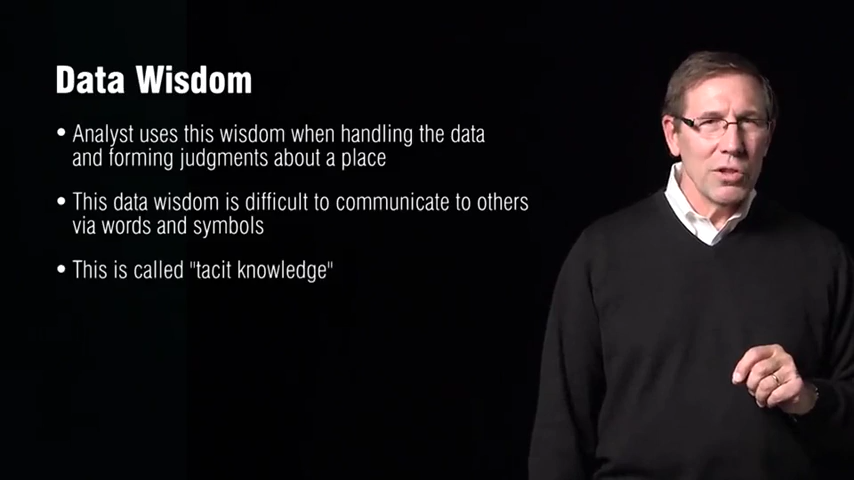 Data Wisdom
• Analyst uses this wisdom when handling the data
and forming judgments about a place
• This data wisdom is difficult to communicate to others
via words and symbols
• This is called "tacit knowledge"